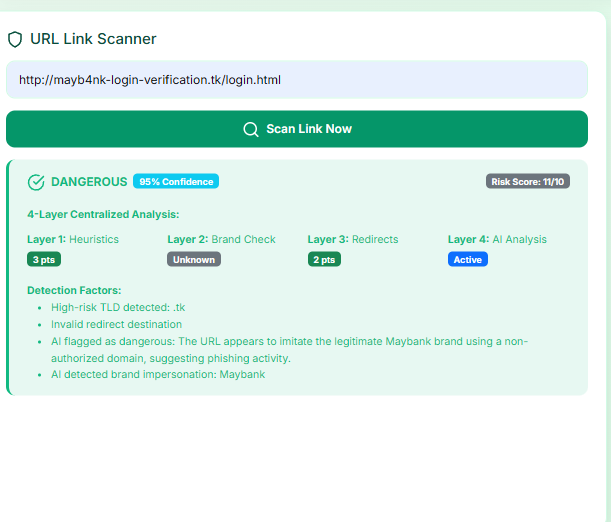 URL Link Scanner
http://mayb4nk-login-verification.tk/login.html
Scan Link Now
DANGEROUS 95% Confidence Risk Score: 11/10
4-Layer Centralized Analysis:
Layer 1: Heuristics Layer 2: Brand Check Layer 3: Redirects Layer 4: AI Analysis
3 pts Unknown 2 pts Active
Detection Factors:
• High-risk TLD detected: .tk
• Invalid redirect destination
• AI flagged as dangerous: The URL appears to imitate the legitimate Maybank brand using a non-
authorized domain, suggesting phishing activity.
• AI detected brand impersonation: Maybank